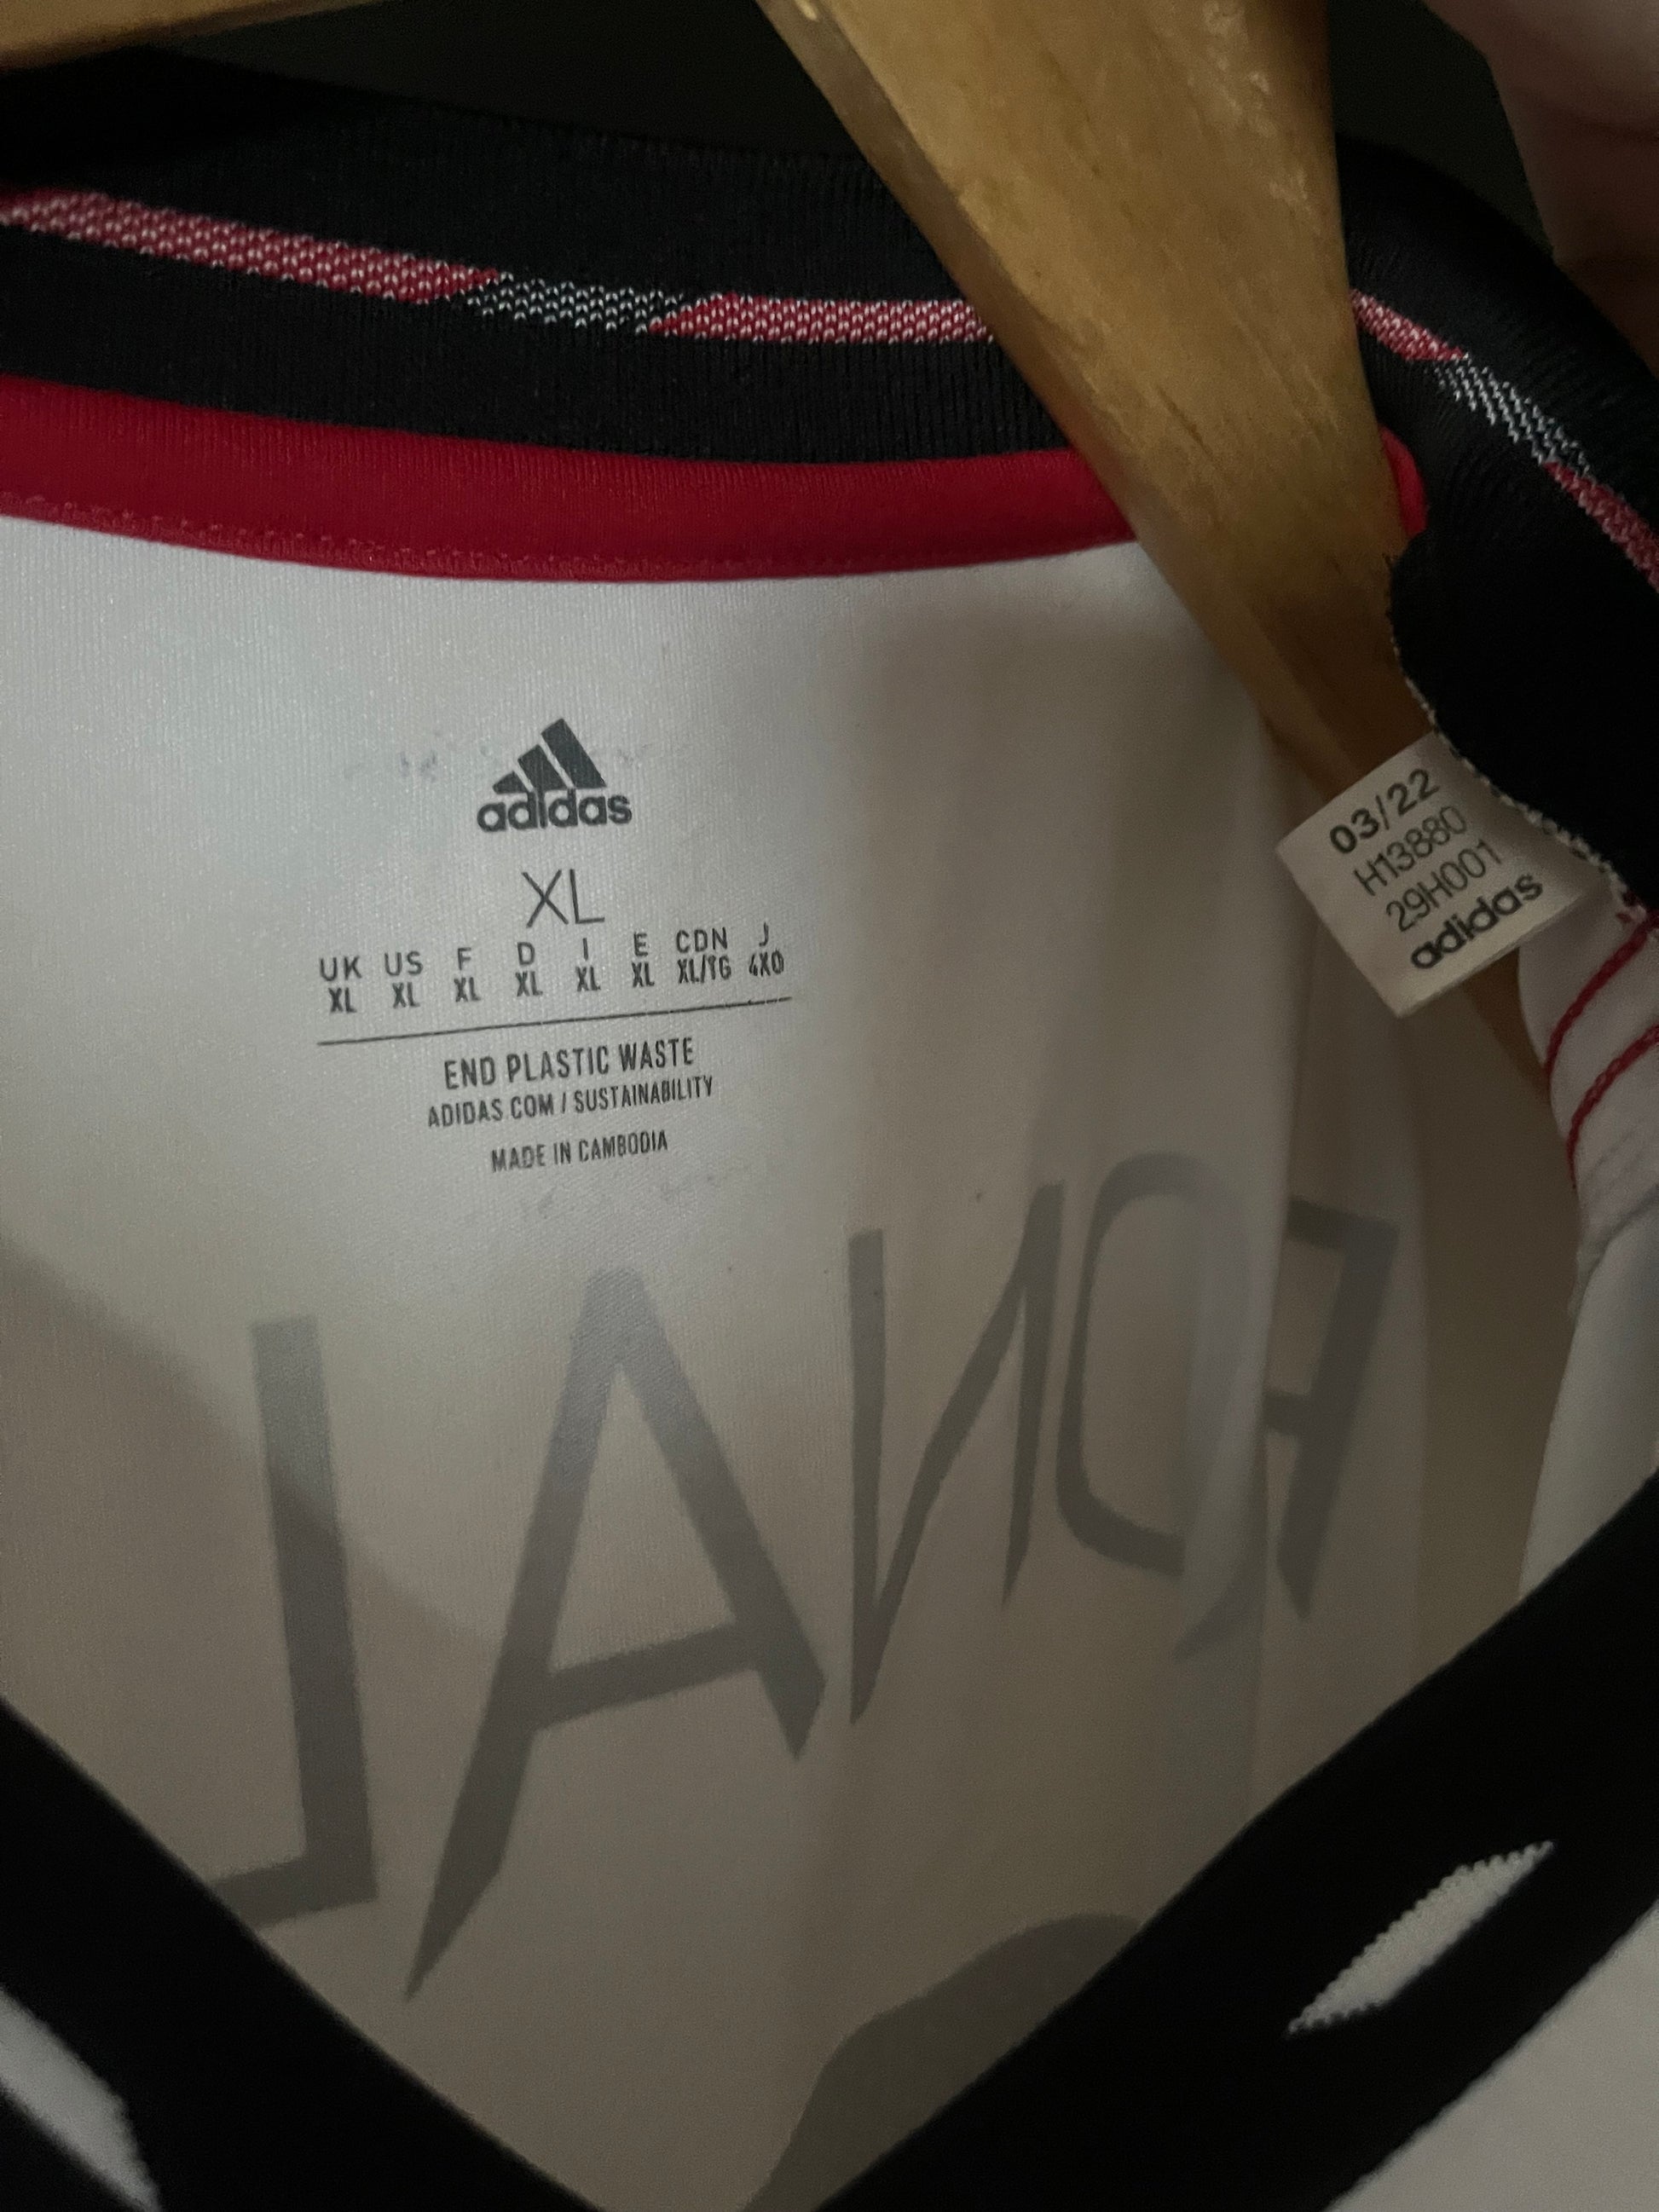 adidas
XL
UK US F D I E CDN J
XL XL XL XL XL XL XL/TG 4XO
END PLASTIC WASTE
ADIDAS.COM / SUSTAINABILITY
MADE IN CAMBODIA
03/22
H13880
29H001
adidas